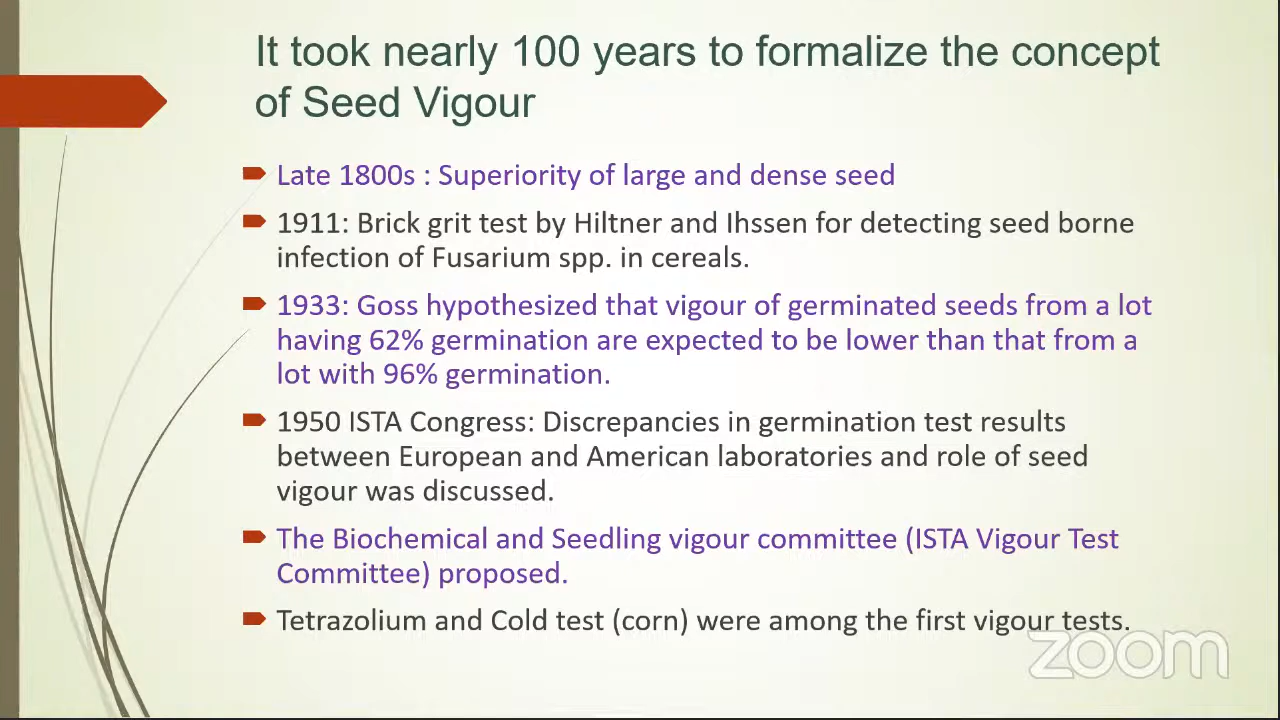 It took nearly 100 years to formalize the concept
of Seed Vigour
Late 1800s : Superiority of large and dense seed
1911: Brick grit test by Hiltner and Ihssen for detecting seed borne
infection of Fusarium spp. in cereals.
1933: Goss hypothesized that vigour of germinated seeds from a lot
having 62% germination are expected to be lower than that from a
lot with 96% germination.
1950 ISTA Congress: Discrepancies in germination test results
between European and American laboratories and role of seed
vigour was discussed.
The Biochemical and Seedling vigour committee (ISTA Vigour Test
Committee) proposed.
Tetrazolium and Cold test (corn) were among the first vigour tests.
zoom